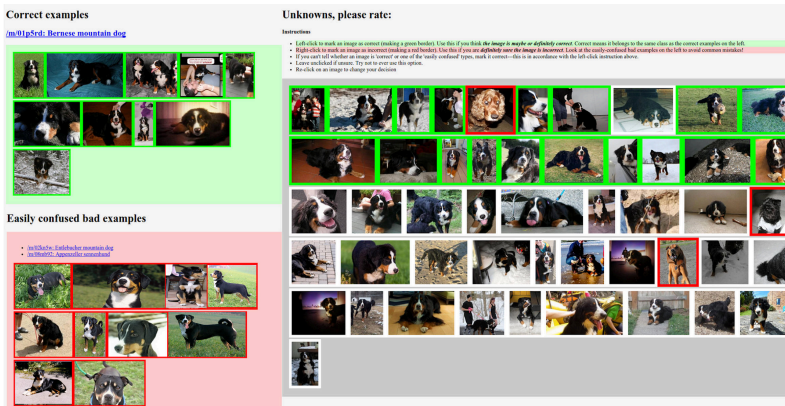 Correct examples
/m/01p5rd; Bernese mountain dog
Easily confused bad examples
/m/02kp5w; Entlebucher mountain dog
Appenzeller sennenhund
Unknowns, please rate:
Instructions
Left-click to mark an image as correct (making a green border). Use this if you think the image is maybe or definitely correct. Correct means it belongs to the same class as the correct examples on the left.
Right-click to mark an image as incorrect (making a red border). Use this if you are definitely sure the image is incorrect. Look at the easily-confused bad examples on the left to avoid common mistakes!
If you can't tell whether an image is 'correct' or one of the 'easily confused' types, mark it correct—this is in accordance with the left-click instruction above.
Leave unclicked if unsure. Try not to ever use this option.
Re-click on an image to change your decision